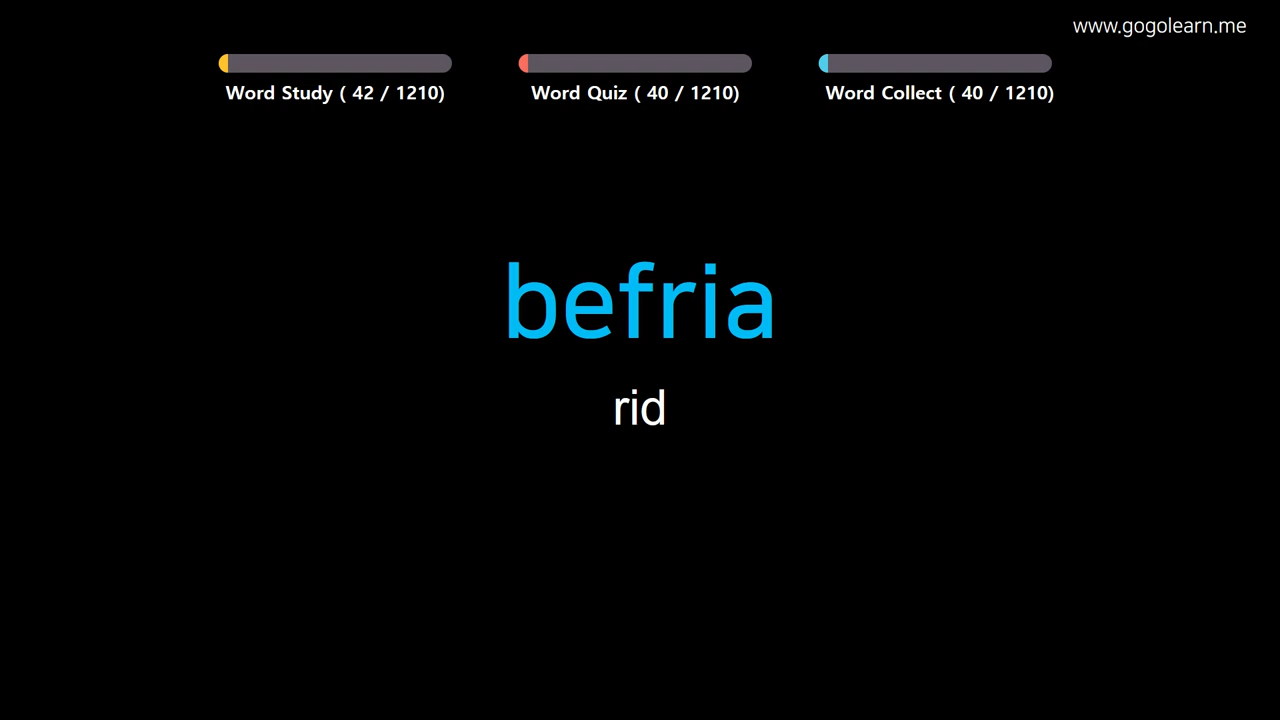 www.gogolearn.me
Word Study ( 42 / 1210)
Word Quiz ( 40 / 1210)
Word Collect ( 40 / 1210)
befria
rid